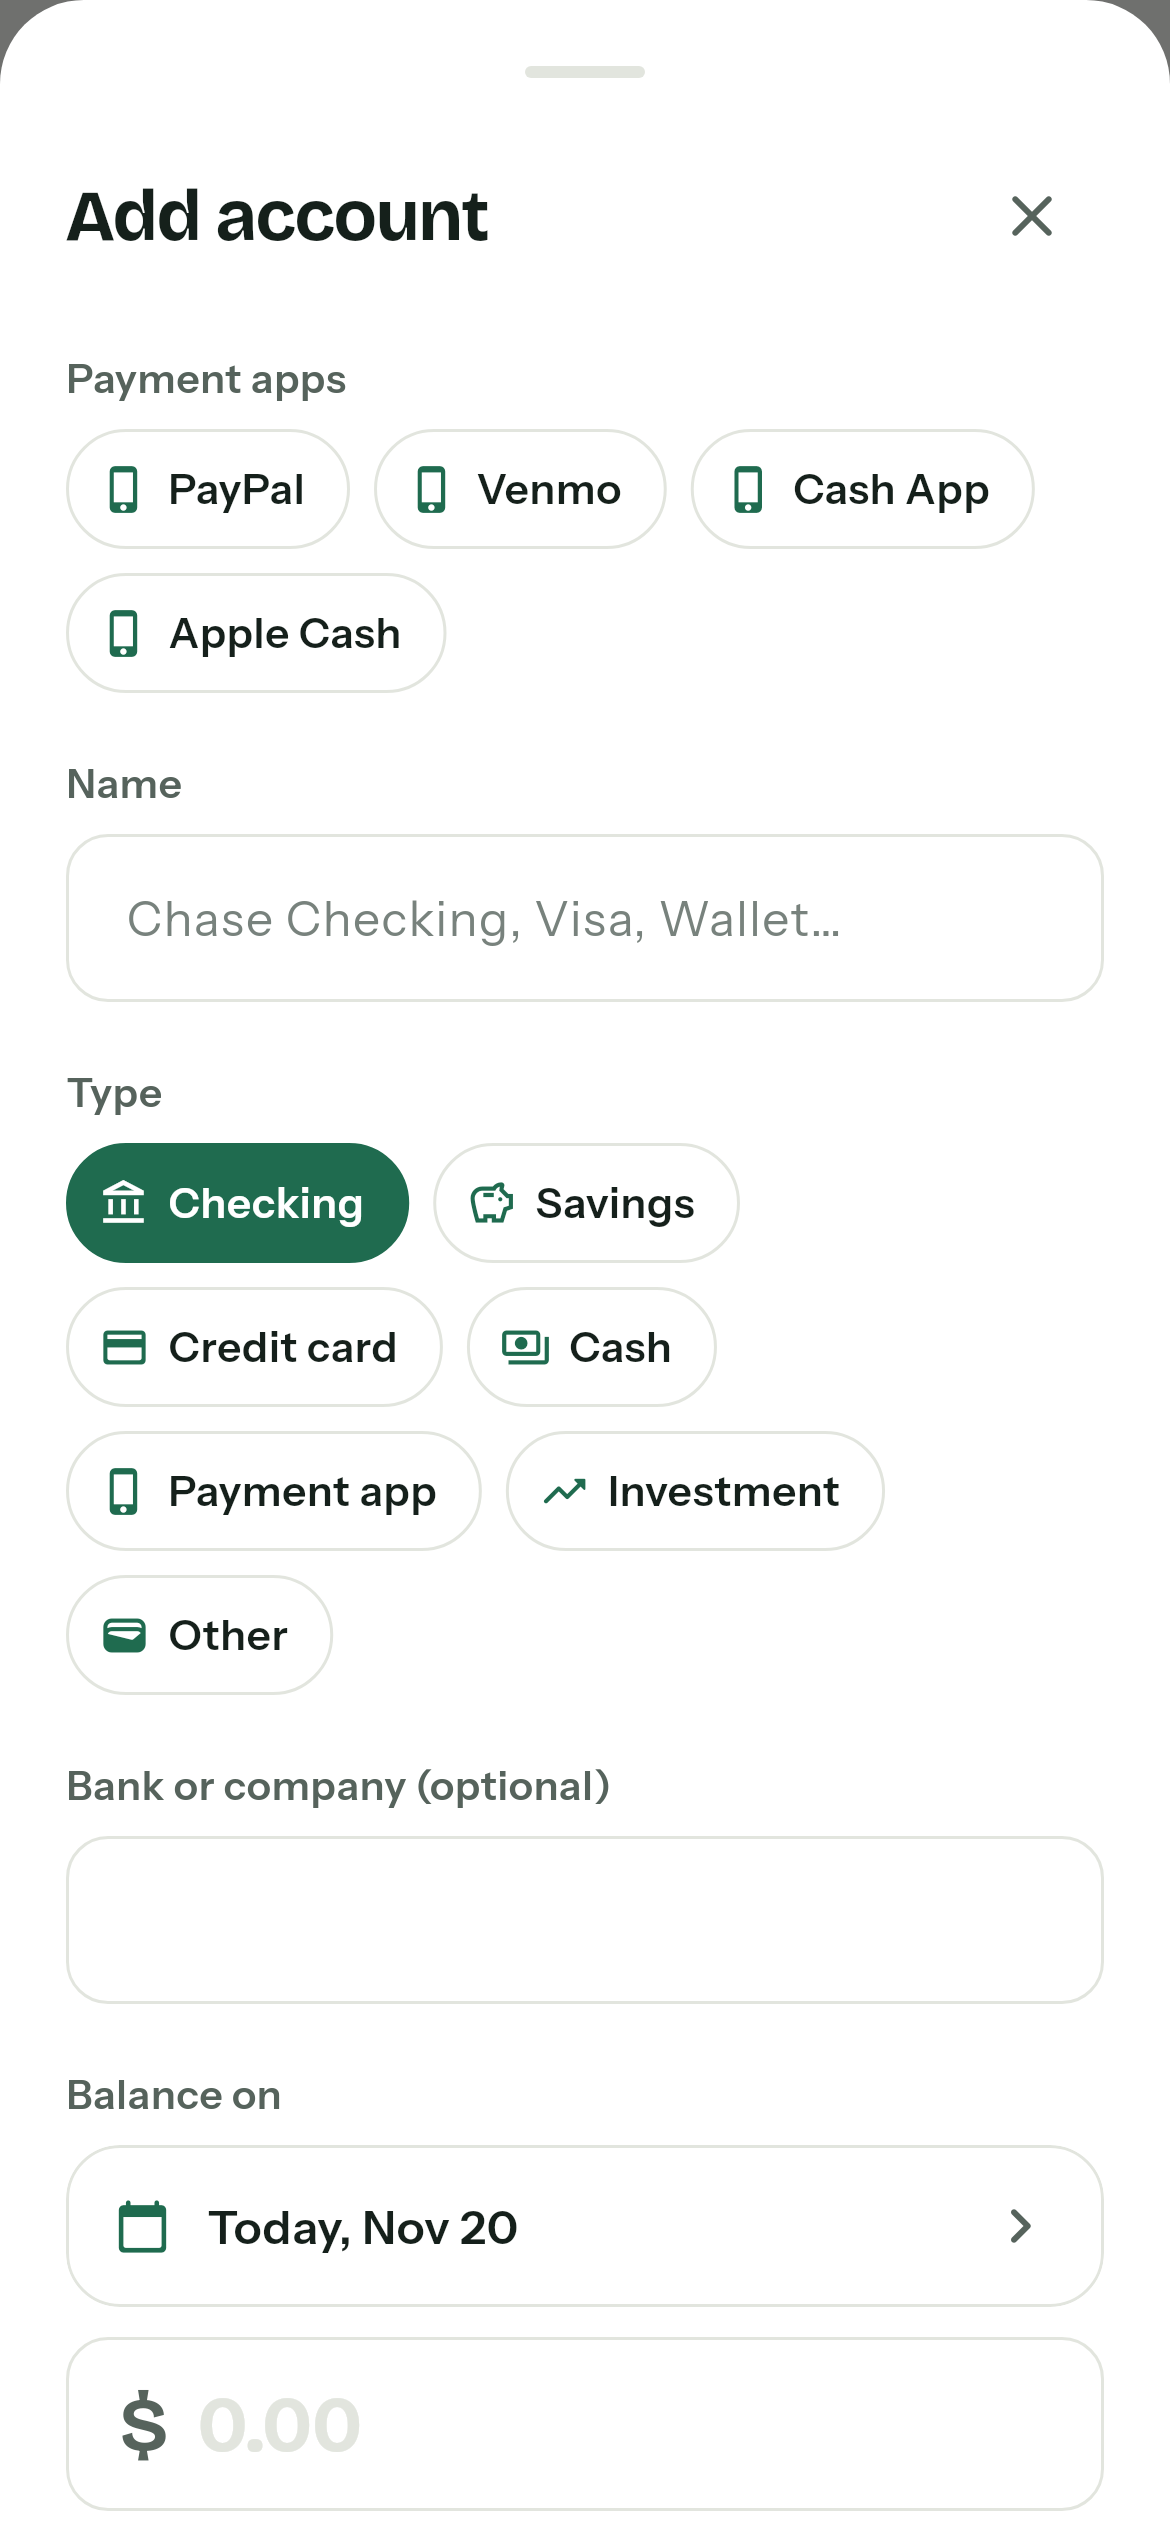 Add account
Payment apps
PayPal
Venmo
Cash App
Apple Cash
Name
Chase Checking, Visa, Wallet...
Type
Checking
Savings
Credit card
Cash
Payment app
Investment
Other
Bank or company (optional)
Balance on
Today, Nov 20
$ 0.00